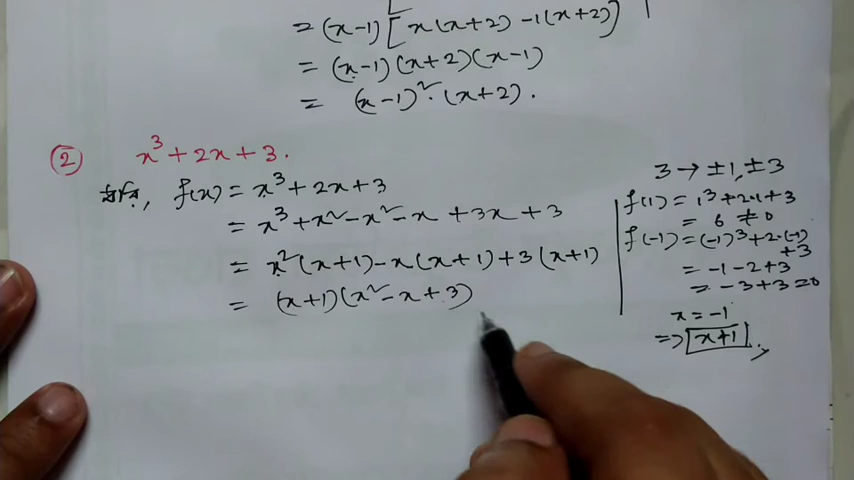 = (x-1)[x(x+2) -1(x+2)]
= (x-1)(x+2)(x-1)
= (x-1)²·(x+2).
② x³+2x+3.
ধরি, f(x) = x³+2x+3
= x³+x²-x²-x+3x+3
= x²(x+1)-x(x+1)+3(x+1)
= (x+1)(x²-x+3)
3 → ±1, ±3
f(1) = 1³+2·1+3
= 6 ≠0
f(-1) = (-1)³+2·(-1)
+3
= -1-2+3
= -3+3=0
x = -1
=> x+1